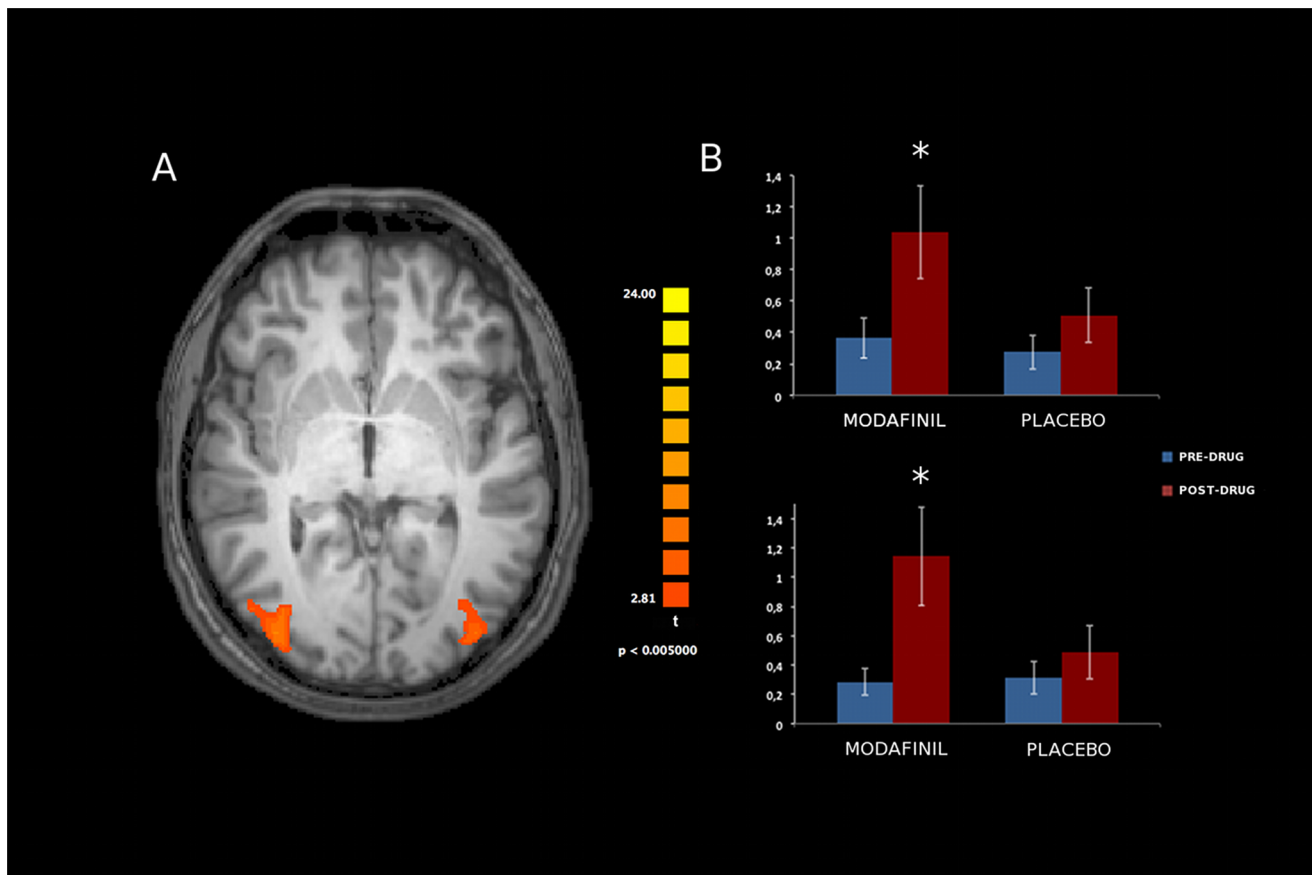 A
24.00
2.81
t
p < 0.005000
B
*
1,4
1,2
1
0,8
0,6
0,4
0,2
0
MODAFINIL PLACEBO
PRE-DRUG
POST-DRUG
*
1,4
1,2
1
0,8
0,6
0,4
0,2
0
MODAFINIL PLACEBO